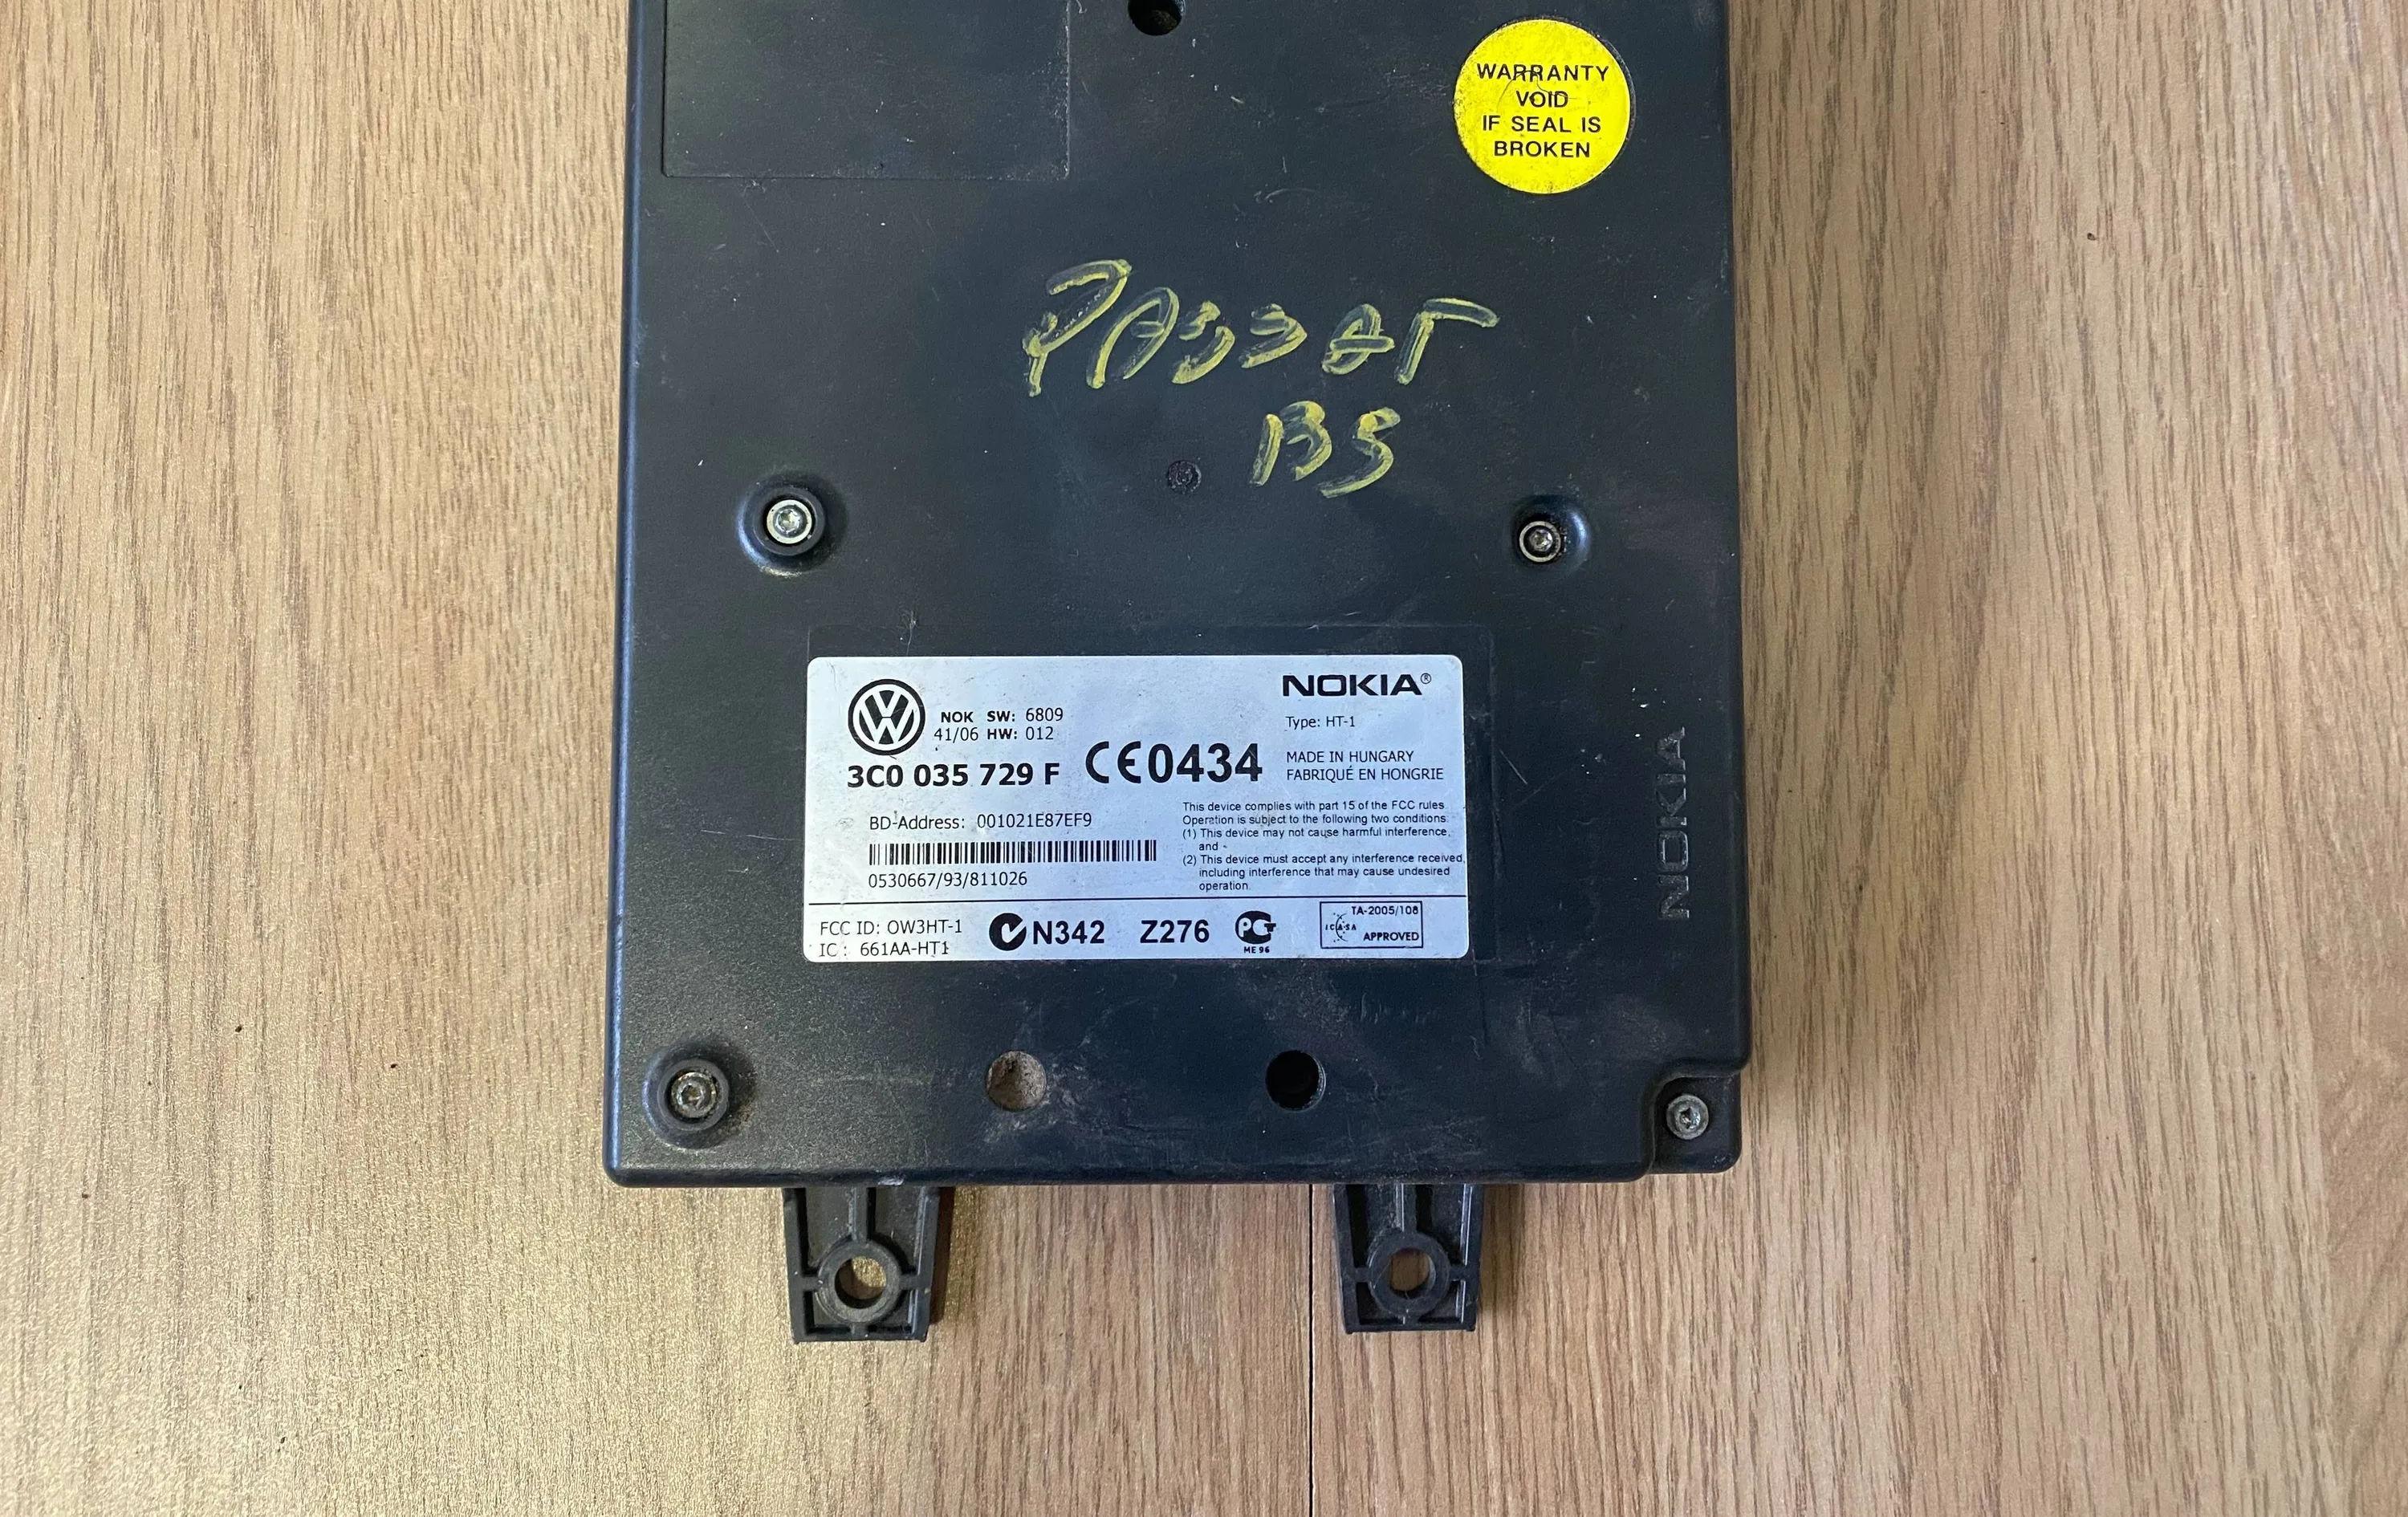 WARRANTY
VOID
IF SEAL IS
BROKEN
PASSAT
B5
NOKIA®
NOK SW: 6809
41/06 HW: 012
Type: HT-1
3C0 035 729 F
CE0434
MADE IN HUNGARY
FABRIQUÉ EN HONGRIE
BD-Address: 001021E87EF9
0530667/93/811026
This device complies with part 15 of the FCC rules
Operation is subject to the following two conditions:
(1) This device may not cause harmful interference,
and
(2) This device must accept any interference received,
including interference that may cause undesired
operation.
FCC ID: OW3HT-1
IC : 661AA-HT1
N342
Z276
РСТ
ME 96
TA-2005/108
ICASA
APPROVED
NOKIA